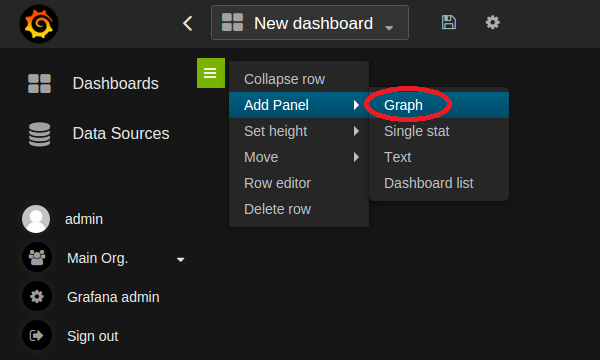 New dashboard
Dashboards
Data Sources
admin
Main Org.
Grafana admin
Sign out
Collapse row
Add Panel
Set height
Move
Row editor
Delete row
Graph
Single stat
Text
Dashboard list